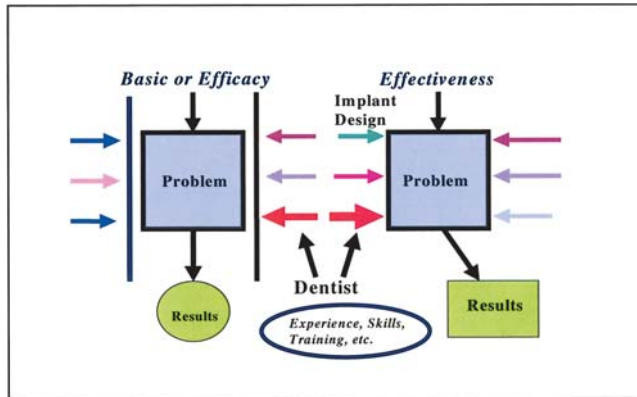 Basic or Efficacy
Effectiveness
Implant
Design
Problem
Problem
Dentist
Results
Results
Experience, Skills,
Training, etc.